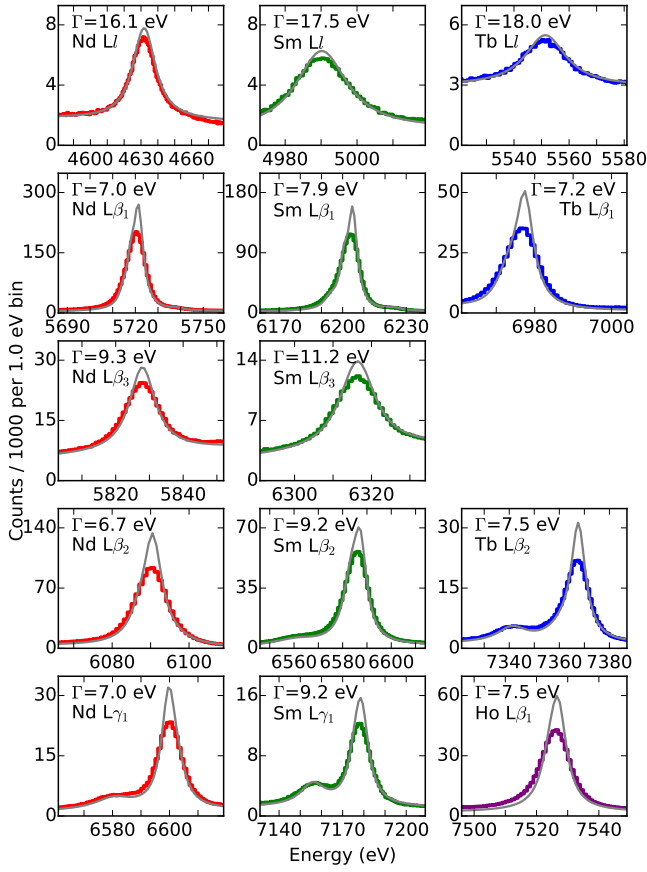 Γ=16.1 eV
Nd Ll
8
4
0
4600 4630 4660
Γ=17.5 eV
Sm Ll
8
4
0
4980 5000
Γ=18.0 eV
Tb Ll
6
3
0
5540 5560 5580
Γ=7.0 eV
Nd Lβ1
300
150
0
5690 5720 5750
Γ=7.9 eV
Sm Lβ1
180
90
0
6170 6200 6230
Γ=7.2 eV
Tb Lβ1
50
25
0
6980 7000
Γ=9.3 eV
Nd Lβ3
30
15
0
5820 5840
Γ=11.2 eV
Sm Lβ3
14
7
0
6300 6320
Γ=6.7 eV
Nd Lβ2
140
70
0
6080 6100
Γ=9.2 eV
Sm Lβ2
70
35
0
6560 6580 6600
Γ=7.5 eV
Tb Lβ2
30
15
0
7340 7360 7380
Γ=7.0 eV
Nd Lγ1
30
15
0
6580 6600
Γ=9.2 eV
Sm Lγ1
16
8
0
7140 7170 7200
Γ=7.5 eV
Ho Lβ1
60
30
0
7500 7520 7540
Counts / 1000 per 1.0 eV bin
Energy (eV)